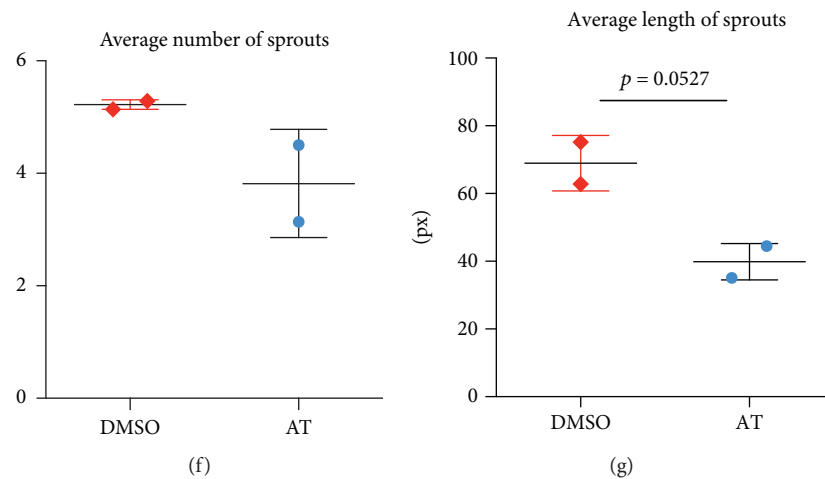 Average number of sprouts
6
4
2
0
DMSO
AT
(f)
Average length of sprouts
(px)
100
80
60
40
20
0
p = 0.0527
DMSO
AT
(g)